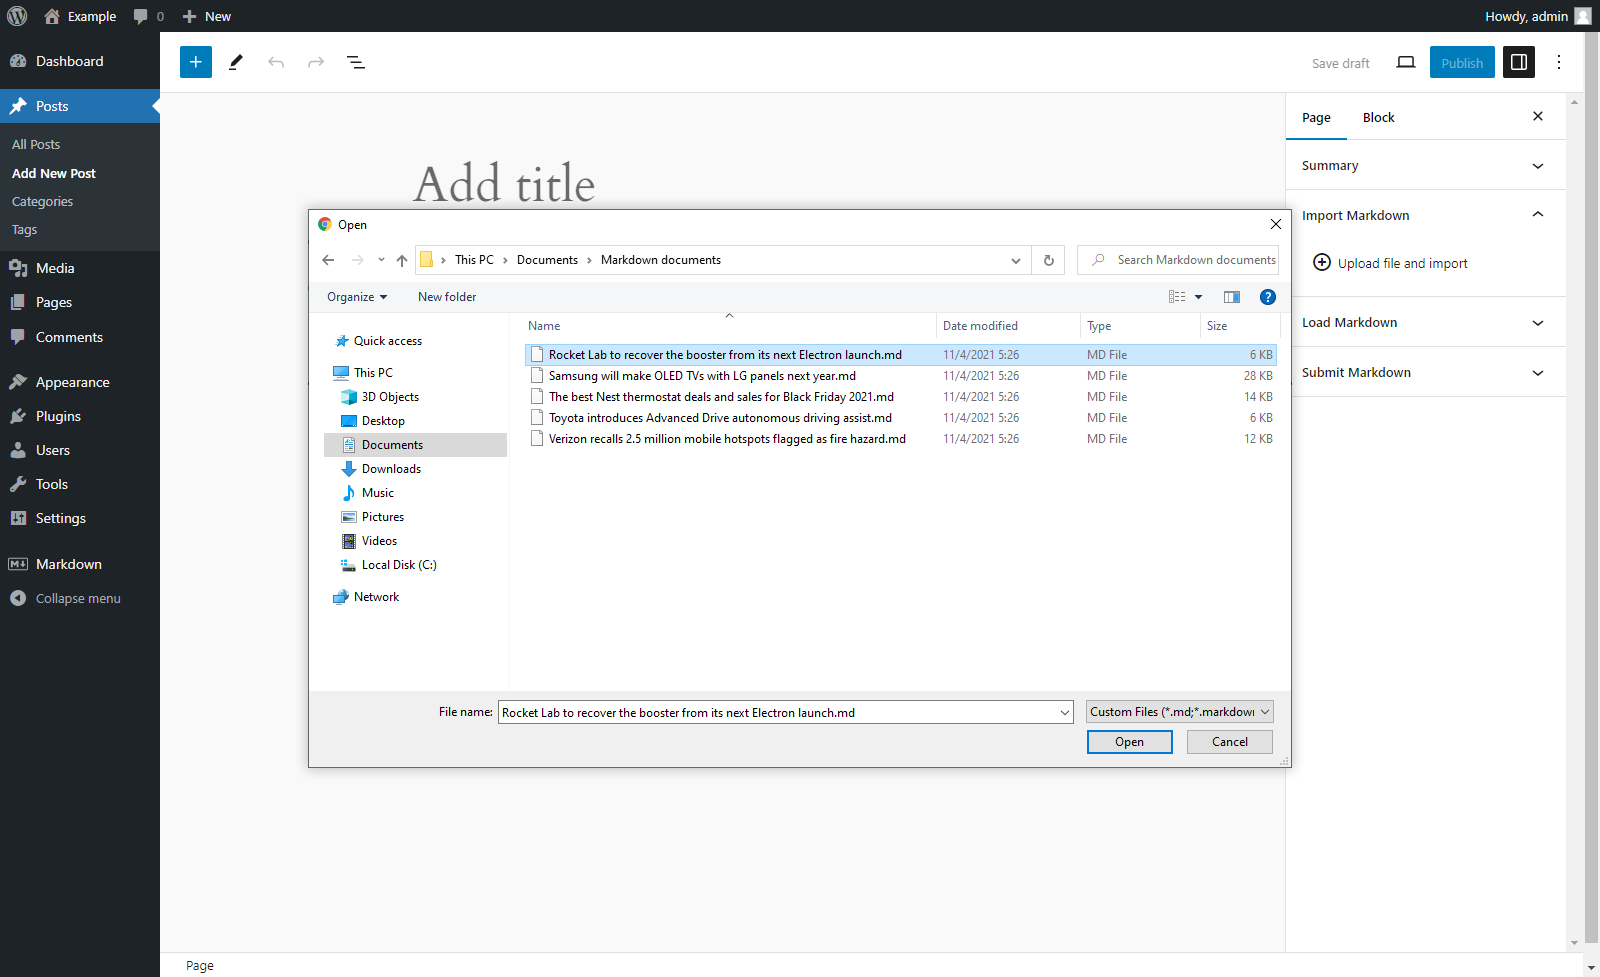 Example 0 New Howdy, admin
Dashboard
Posts
All Posts
Add New Post
Categories
Tags
Media
Pages
Comments
Appearance
Plugins
Users
Tools
Settings
Markdown
Collapse menu
Save draft Publish
Add title
Page Block
Summary
Import Markdown
Upload file and import
Load Markdown
Submit Markdown
Open
This PC Documents Markdown documents
Search Markdown documents
Organize New folder
?
Quick access
This PC
3D Objects
Desktop
Documents
Downloads
Music
Pictures
Videos
Local Disk (C:)
Network
Name Date modified Type Size
Rocket Lab to recover the booster from its next Electron launch.md 11/4/2021 5:26 MD File 6 KB
Samsung will make OLED TVs with LG panels next year.md 11/4/2021 5:26 MD File 28 KB
The best Nest thermostat deals and sales for Black Friday 2021.md 11/4/2021 5:26 MD File 14 KB
Toyota introduces Advanced Drive autonomous driving assist.md 11/4/2021 5:26 MD File 6 KB
Verizon recalls 2.5 million mobile hotspots flagged as fire hazard.md 11/4/2021 5:26 MD File 12 KB
File name: Rocket Lab to recover the booster from its next Electron launch.md
Custom Files (*.md;*.markdown
Open Cancel
Page